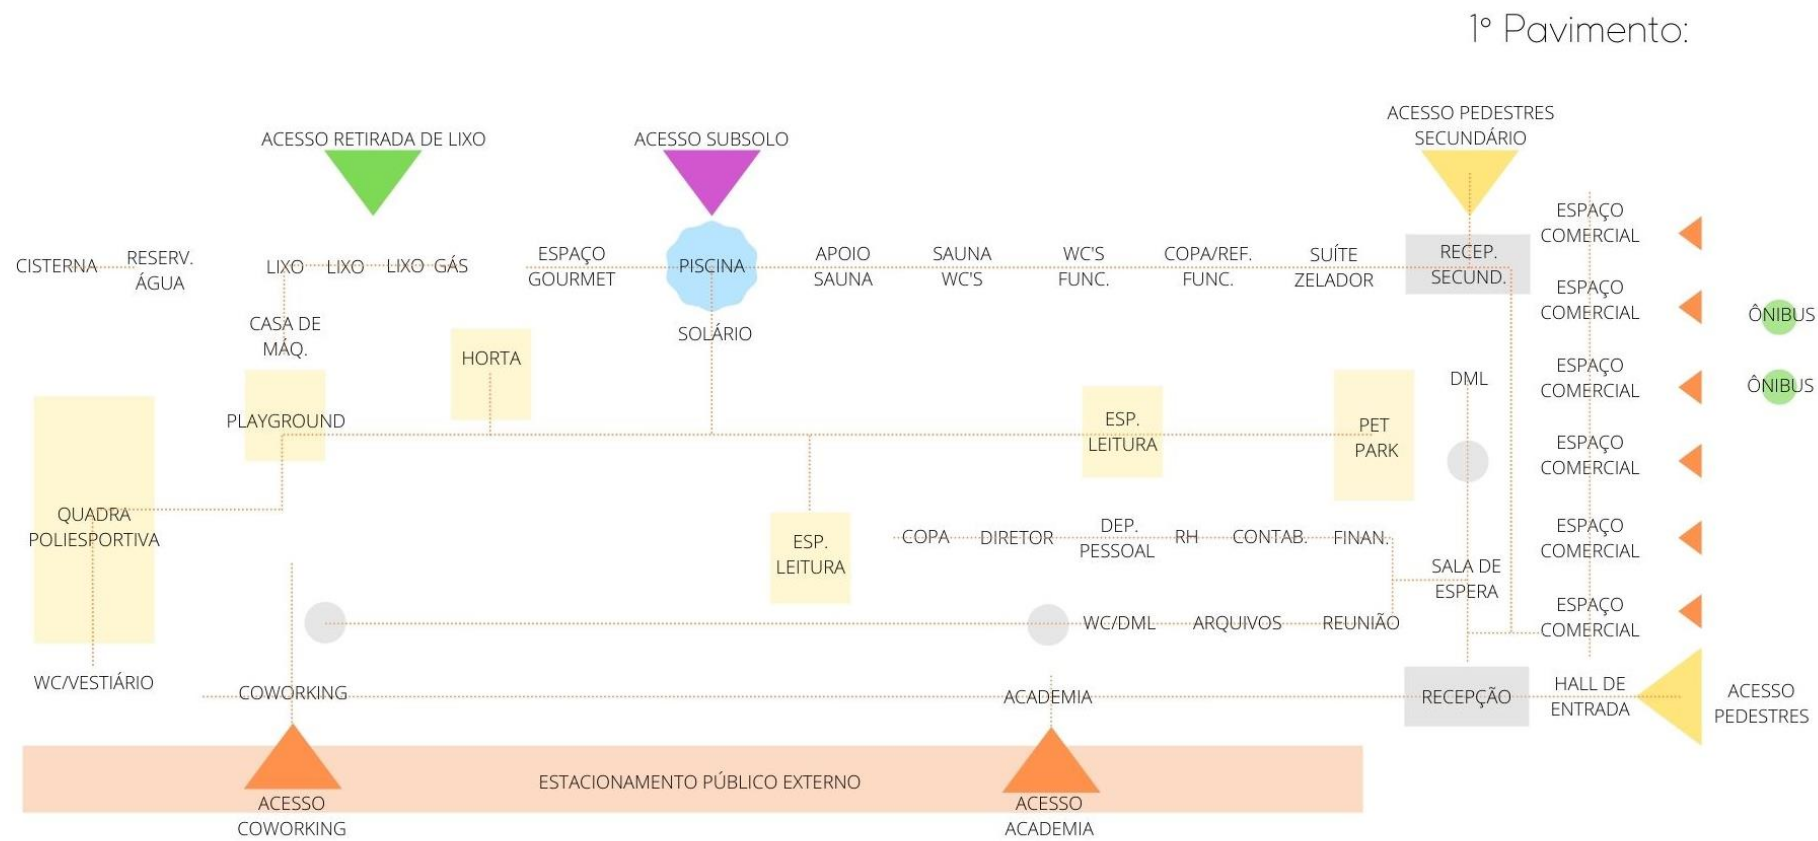 1º Pavimento:
ACESSO RETIRADA DE LIXO
ACESSO SUBSOLO
ACESSO PEDESTRES
SECUNDÁRIO
CISTERNA
RESERV.
ÁGUA
LIXO
LIXO
LIXO
GÁS
ESPAÇO
GOURMET
PISCINA
APOIO
SAUNA
SAUNA
WC'S
WC'S
FUNC.
COPA/REF.
FUNC.
SUÍTE
ZELADOR
RECEP.
SECUND.
ESPAÇO
COMERCIAL
ESPAÇO
COMERCIAL
ÔNIBUS
CASA DE
MÁQ.
SOLÁRIO
HORTA
ESPAÇO
COMERCIAL
ÔNIBUS
DML
PLAYGROUND
ESP.
LEITURA
PET
PARK
ESPAÇO
COMERCIAL
QUADRA
POLIESPORTIVA
ESP.
LEITURA
COPA
DIRETOR
DEP.
PESSOAL
RH
CONTAB.
FINAN.
ESPAÇO
COMERCIAL
SALA DE
ESPERA
WC/DML
ARQUIVOS
REUNIÃO
ESPAÇO
COMERCIAL
WC/VESTIÁRIO
COWORKING
ACADEMIA
RECEPÇÃO
HALL DE
ENTRADA
ACESSO
PEDESTRES
ESTACIONAMENTO PÚBLICO EXTERNO
ACESSO
COWORKING
ACESSO
ACADEMIA